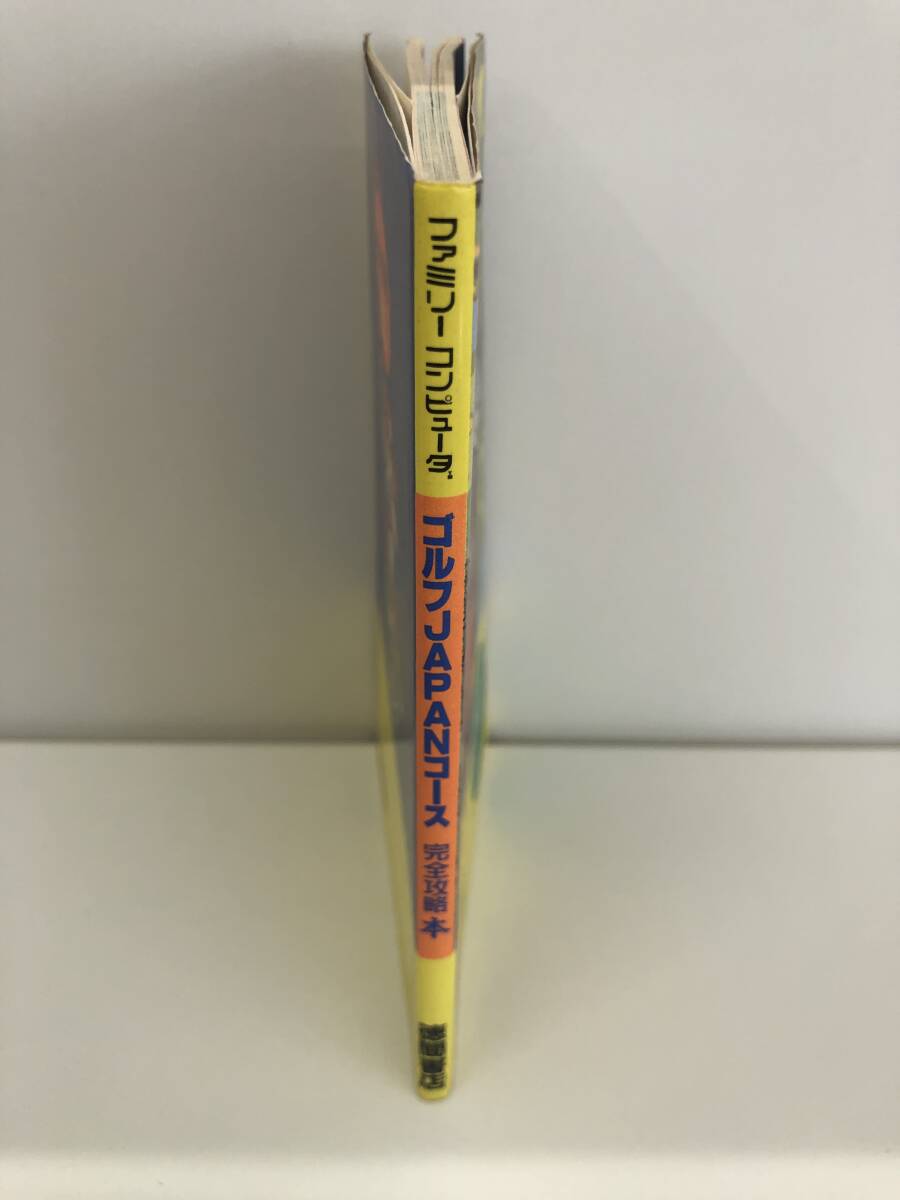 ファミリーコンピュータ
ゴルフJAPANコース
完全攻略本
徳間書店